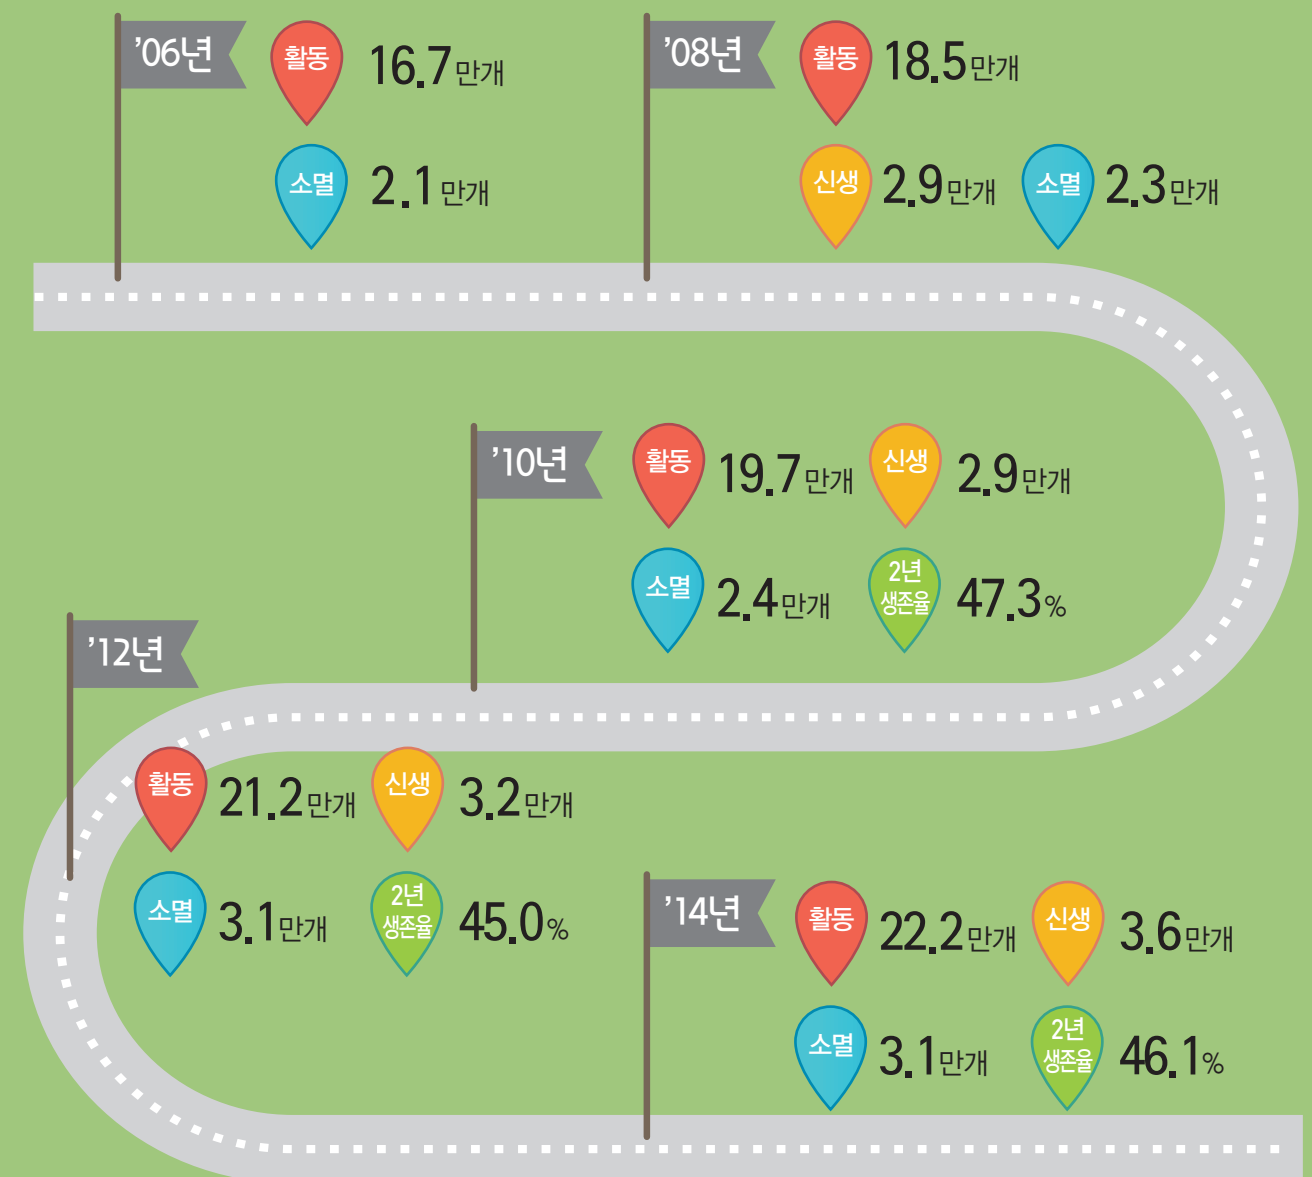 ’06년
활동 16.7만개
소멸 2.1만개
’08년
활동 18.5만개
신생 2.9만개 소멸 2.3만개
’10년
활동 19.7만개 신생 2.9만개
소멸 2.4만개 2년 생존율 47.3%
’12년
활동 21.2만개 신생 3.2만개
소멸 3.1만개 2년 생존율 45.0%
’14년
활동 22.2만개 신생 3.6만개
소멸 3.1만개 2년 생존율 46.1%